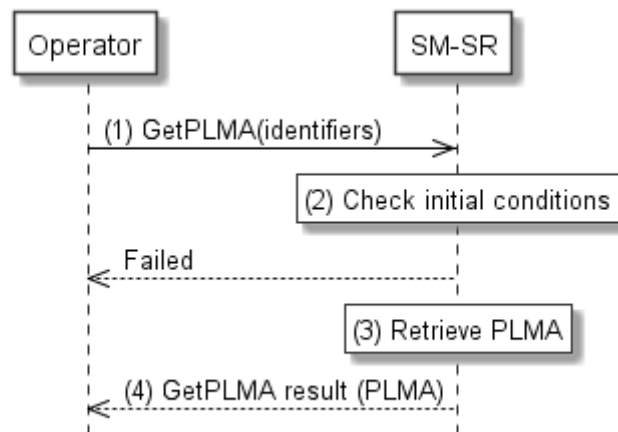 Operator
SM-SR
(1) GetPLMA(identifiers)
(2) Check initial conditions
Failed
(3) Retrieve PLMA
(4) GetPLMA result (PLMA)